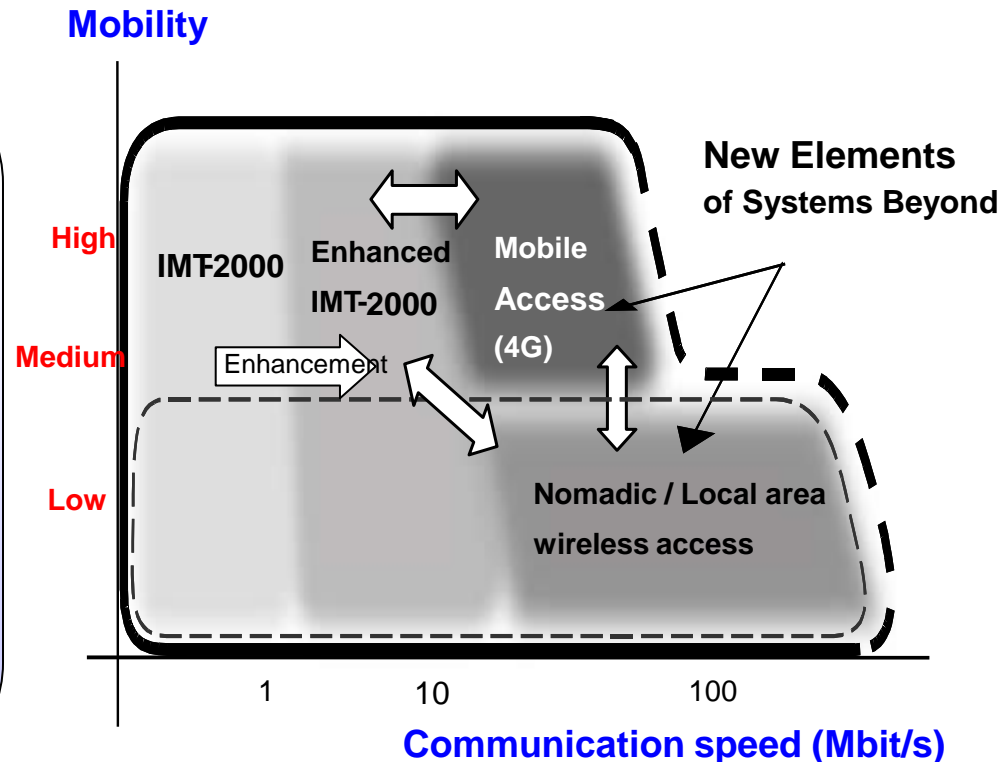 Mobility
New Elements
of Systems Beyond
High
IMT-2000
Enhanced
IMT-2000
Mobile
Access
(4G)
Medium
Enhancement
Low
Nomadic / Local area
wireless access
1
10
100
Communication speed (Mbit/s)